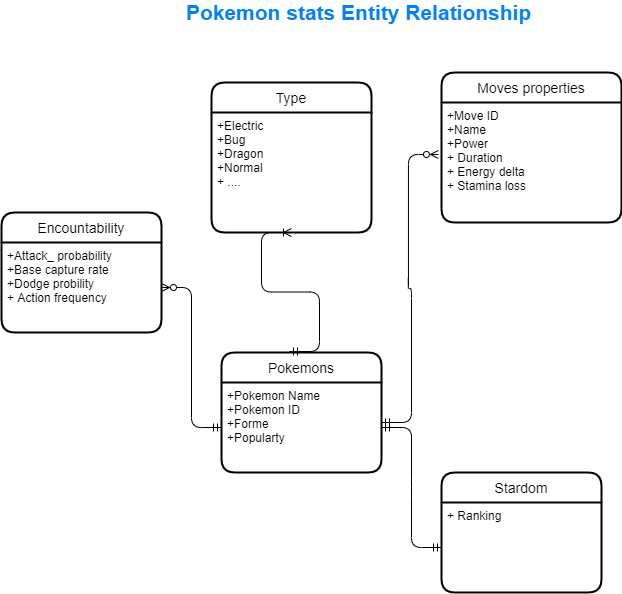 Pokemon stats Entity Relationship
Type
+Electric
+Bug
+Dragon
+Normal
+ ....
Moves properties
+Move ID
+Name
+Power
+ Duration
+ Energy delta
+ Stamina loss
Encountability
+Attack_ probability
+Base capture rate
+Dodge probility
+ Action frequency
Pokemons
+Pokemon Name
+Pokemon ID
+Forme
+Popularty
Stardom
+ Ranking